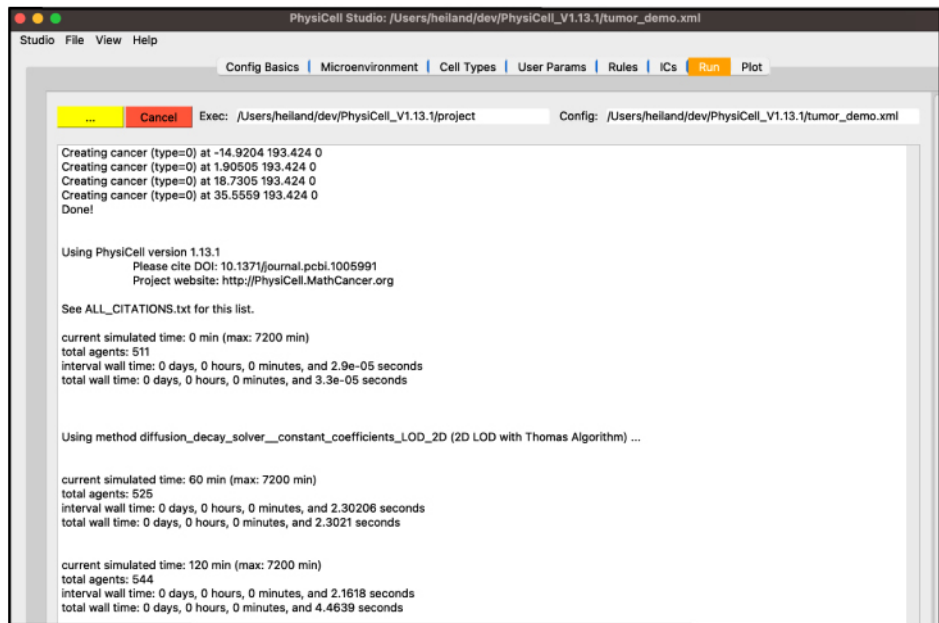 PhysiCell Studio: /Users/heiland/dev/PhysiCell_V1.13.1/tumor_demo.xml
Studio File View Help
Config Basics Microenvironment Cell Types User Params Rules ICs Run Plot
... Cancel Exec: /Users/heiland/dev/PhysiCell_V1.13.1/project Config: /Users/heiland/dev/PhysiCell_V1.13.1/tumor_demo.xml
Creating cancer (type=0) at -14.9204 193.424 0
Creating cancer (type=0) at 1.90505 193.424 0
Creating cancer (type=0) at 18.7305 193.424 0
Creating cancer (type=0) at 35.5559 193.424 0
Done!
Using PhysiCell version 1.13.1
Please cite DOI: 10.1371/journal.pcbi.1005991
Project website: http://PhysiCell.MathCancer.org
See ALL_CITATIONS.txt for this list.
current simulated time: 0 min (max: 7200 min)
total agents: 511
interval wall time: 0 days, 0 hours, 0 minutes, and 2.9e-05 seconds
total wall time: 0 days, 0 hours, 0 minutes, and 3.3e-05 seconds
Using method diffusion_decay_solver__constant_coefficients_LOD_2D (2D LOD with Thomas Algorithm) ...
current simulated time: 60 min (max: 7200 min)
total agents: 525
interval wall time: 0 days, 0 hours, 0 minutes, and 2.30206 seconds
total wall time: 0 days, 0 hours, 0 minutes, and 2.3021 seconds
current simulated time: 120 min (max: 7200 min)
total agents: 544
interval wall time: 0 days, 0 hours, 0 minutes, and 2.1618 seconds
total wall time: 0 days, 0 hours, 0 minutes, and 4.4639 seconds